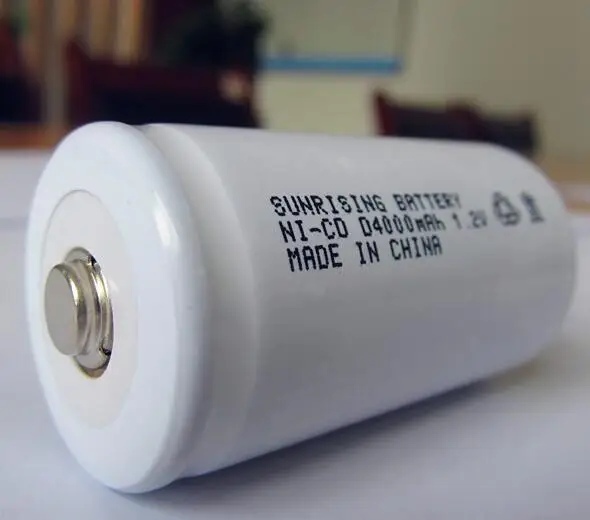 SUNRISING BATTERY
NI-CD D4000mAh 1.2V
MADE IN CHINA